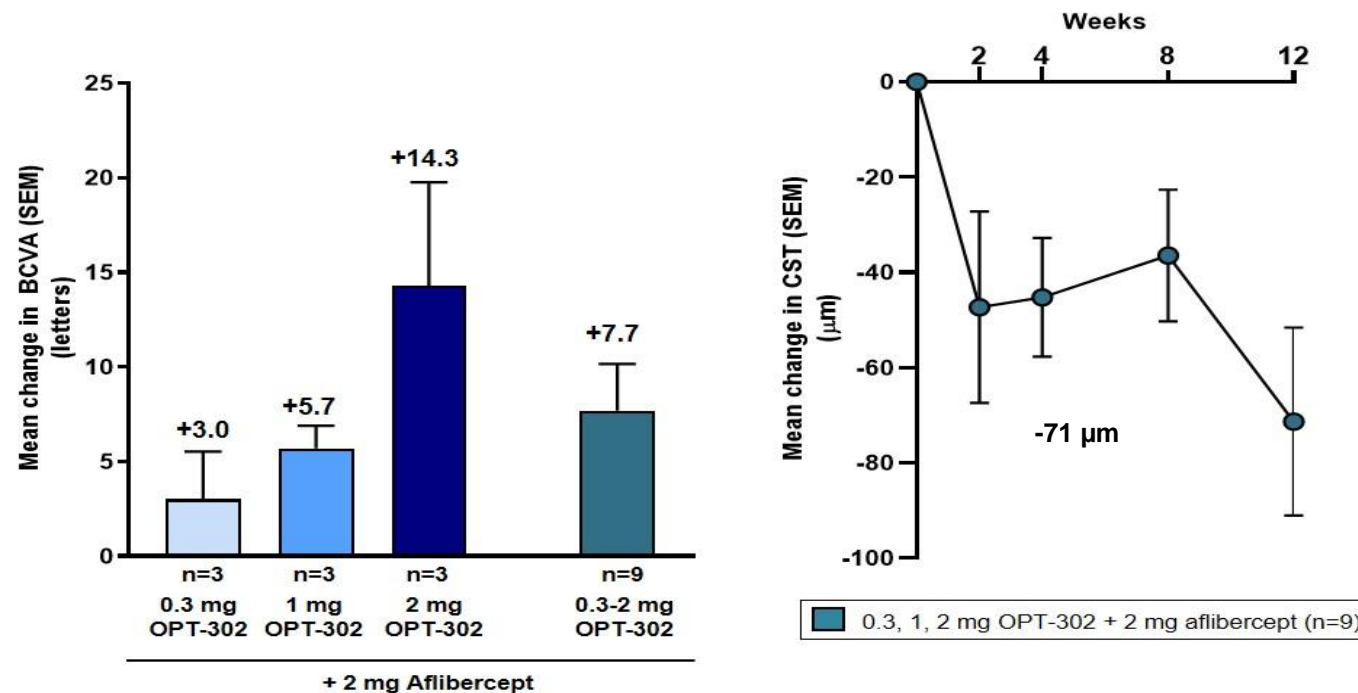 Mean change in BCVA (SEM)
(letters)
25
20
15
10
5
0
+3.0
+5.7
+14.3
+7.7
n=3
0.3 mg
OPT-302
n=3
1 mg
OPT-302
n=3
2 mg
OPT-302
n=9
0.3-2 mg
OPT-302
+ 2 mg Aflibercept
Weeks
2 4 8 12
Mean change in CST (SEM)
(μm)
0
-20
-40
-60
-80
-100
-71 µm
0.3, 1, 2 mg OPT-302 + 2 mg aflibercept (n=9)